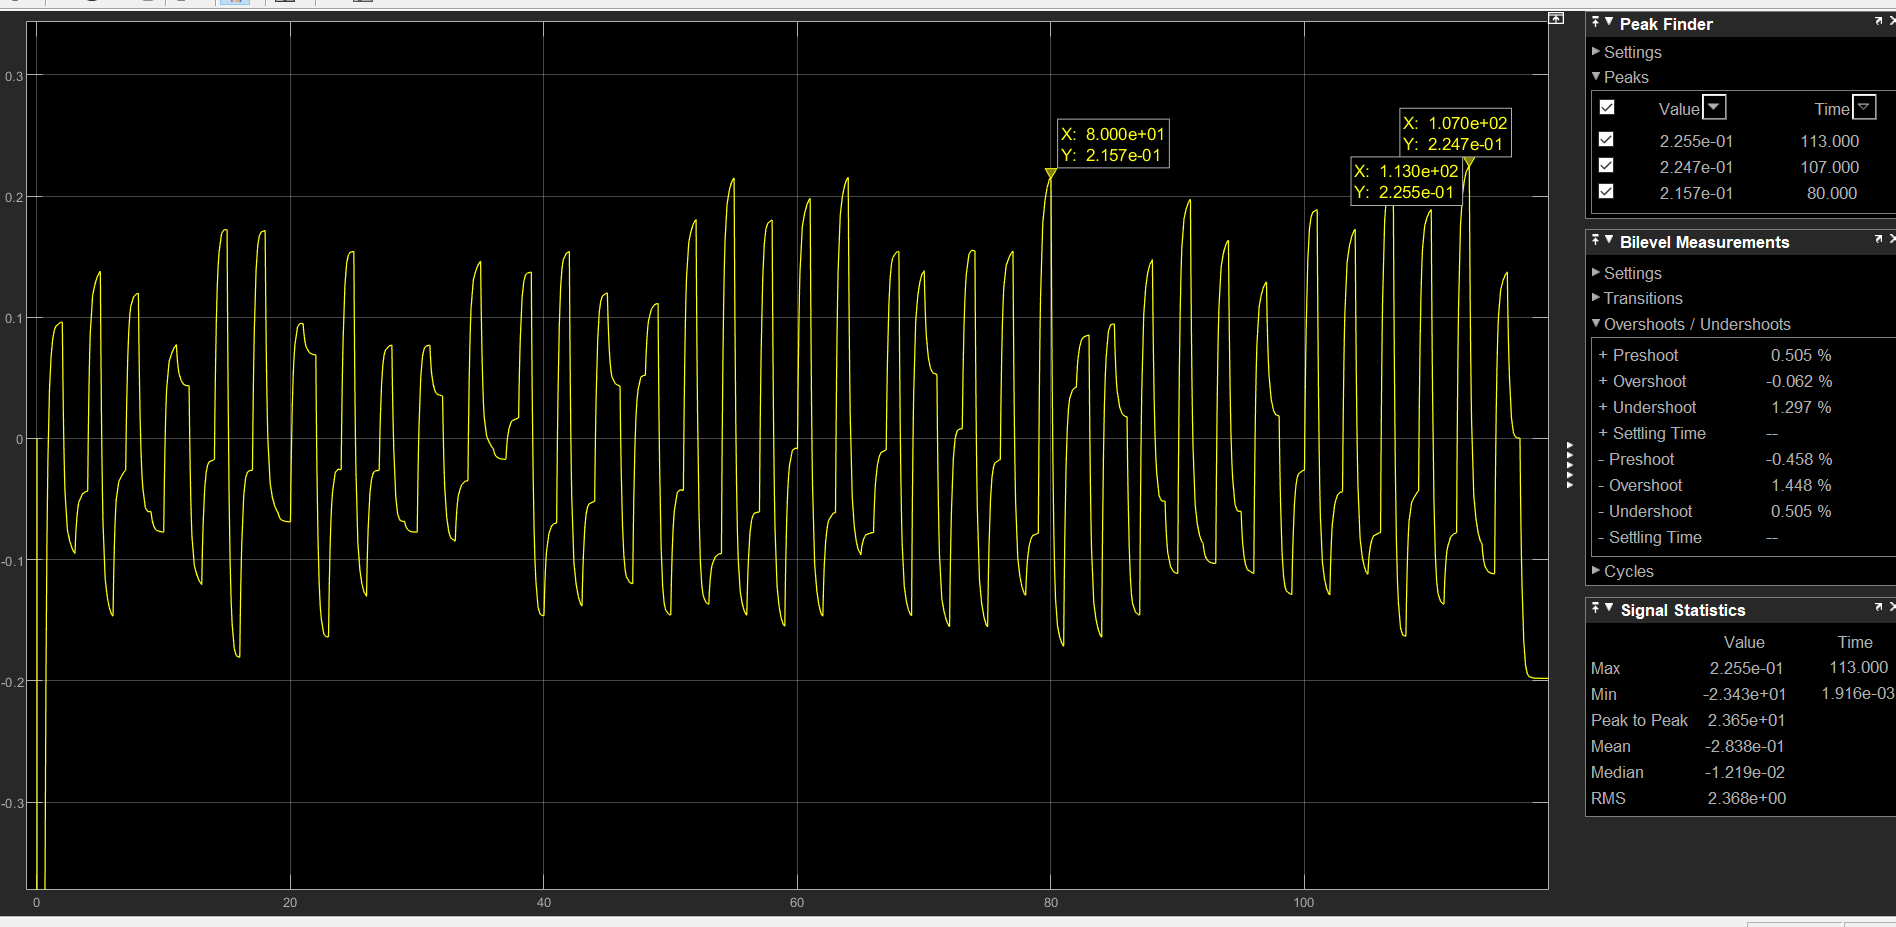 0.3
0.2
0.1
0
-0.1
-0.2
-0.3
0 20 40 60 80 100
X: 8.000e+01
Y: 2.157e-01
X: 1.070e+02
Y: 2.247e-01
X: 1.130e+02
Y: 2.255e-01
Peak Finder
Settings
Peaks
Value Time
2.255e-01 113.000
2.247e-01 107.000
2.157e-01 80.000
Bilevel Measurements
Settings
Transitions
Overshoots / Undershoots
+ Preshoot 0.505 %
+ Overshoot -0.062 %
+ Undershoot 1.297 %
+ Settling Time --
- Preshoot -0.458 %
- Overshoot 1.448 %
- Undershoot 0.505 %
- Settling Time --
Cycles
Signal Statistics
Value Time
Max 2.255e-01 113.000
Min -2.343e+01 1.916e-03
Peak to Peak 2.365e+01
Mean -2.838e-01
Median -1.219e-02
RMS 2.368e+00